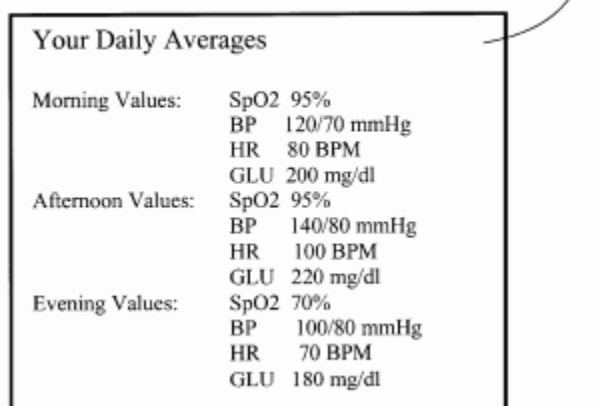 Your Daily Averages
Morning Values: SpO2 95%
BP 120/70 mmHg
HR 80 BPM
GLU 200 mg/dl
Afternoon Values: SpO2 95%
BP 140/80 mmHg
HR 100 BPM
GLU 220 mg/dl
Evening Values: SpO2 70%
BP 100/80 mmHg
HR 70 BPM
GLU 180 mg/dl